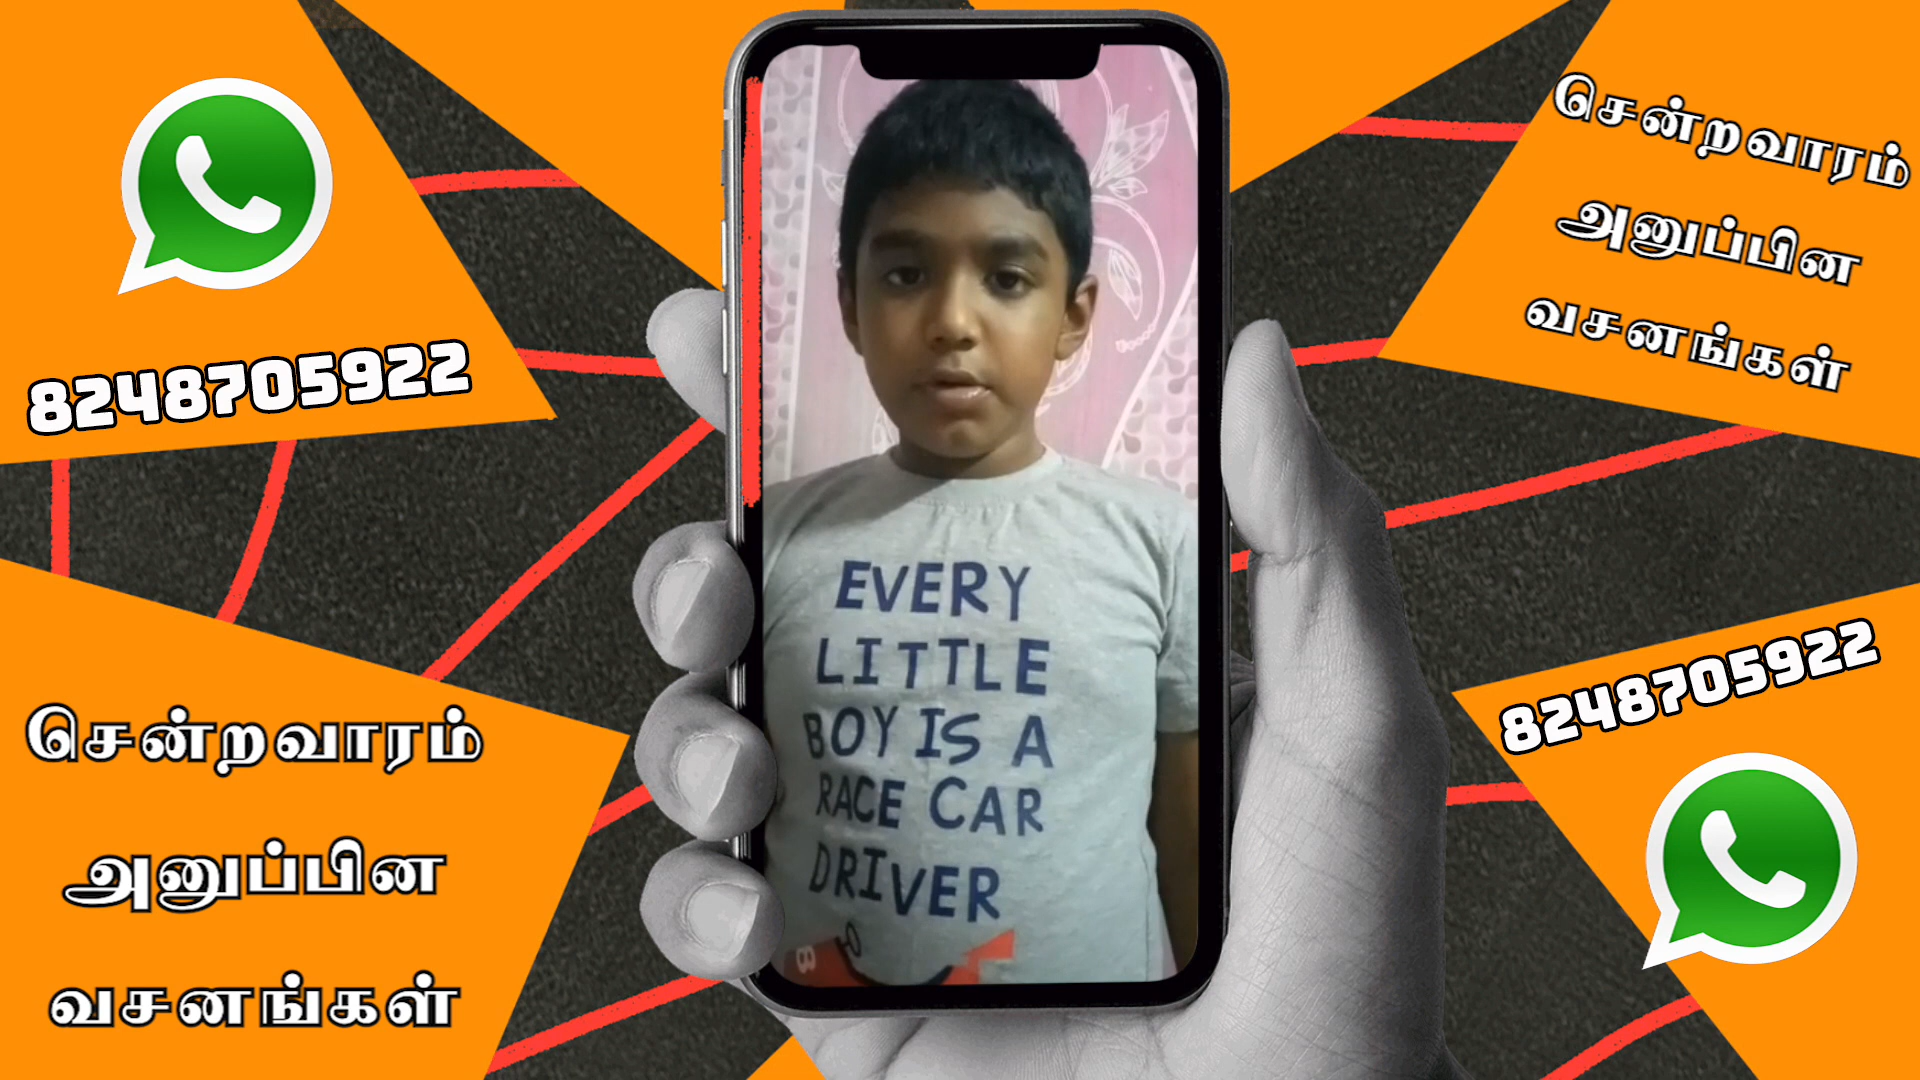 8248705922
சென்றவாரம்
அனுப்பின
வசனங்கள்
EVERY
LITTLE
BOY IS A
RACE CAR
DRIVER
8
சென்றவாரம்
அனுப்பின
வசனங்கள்
8248705922